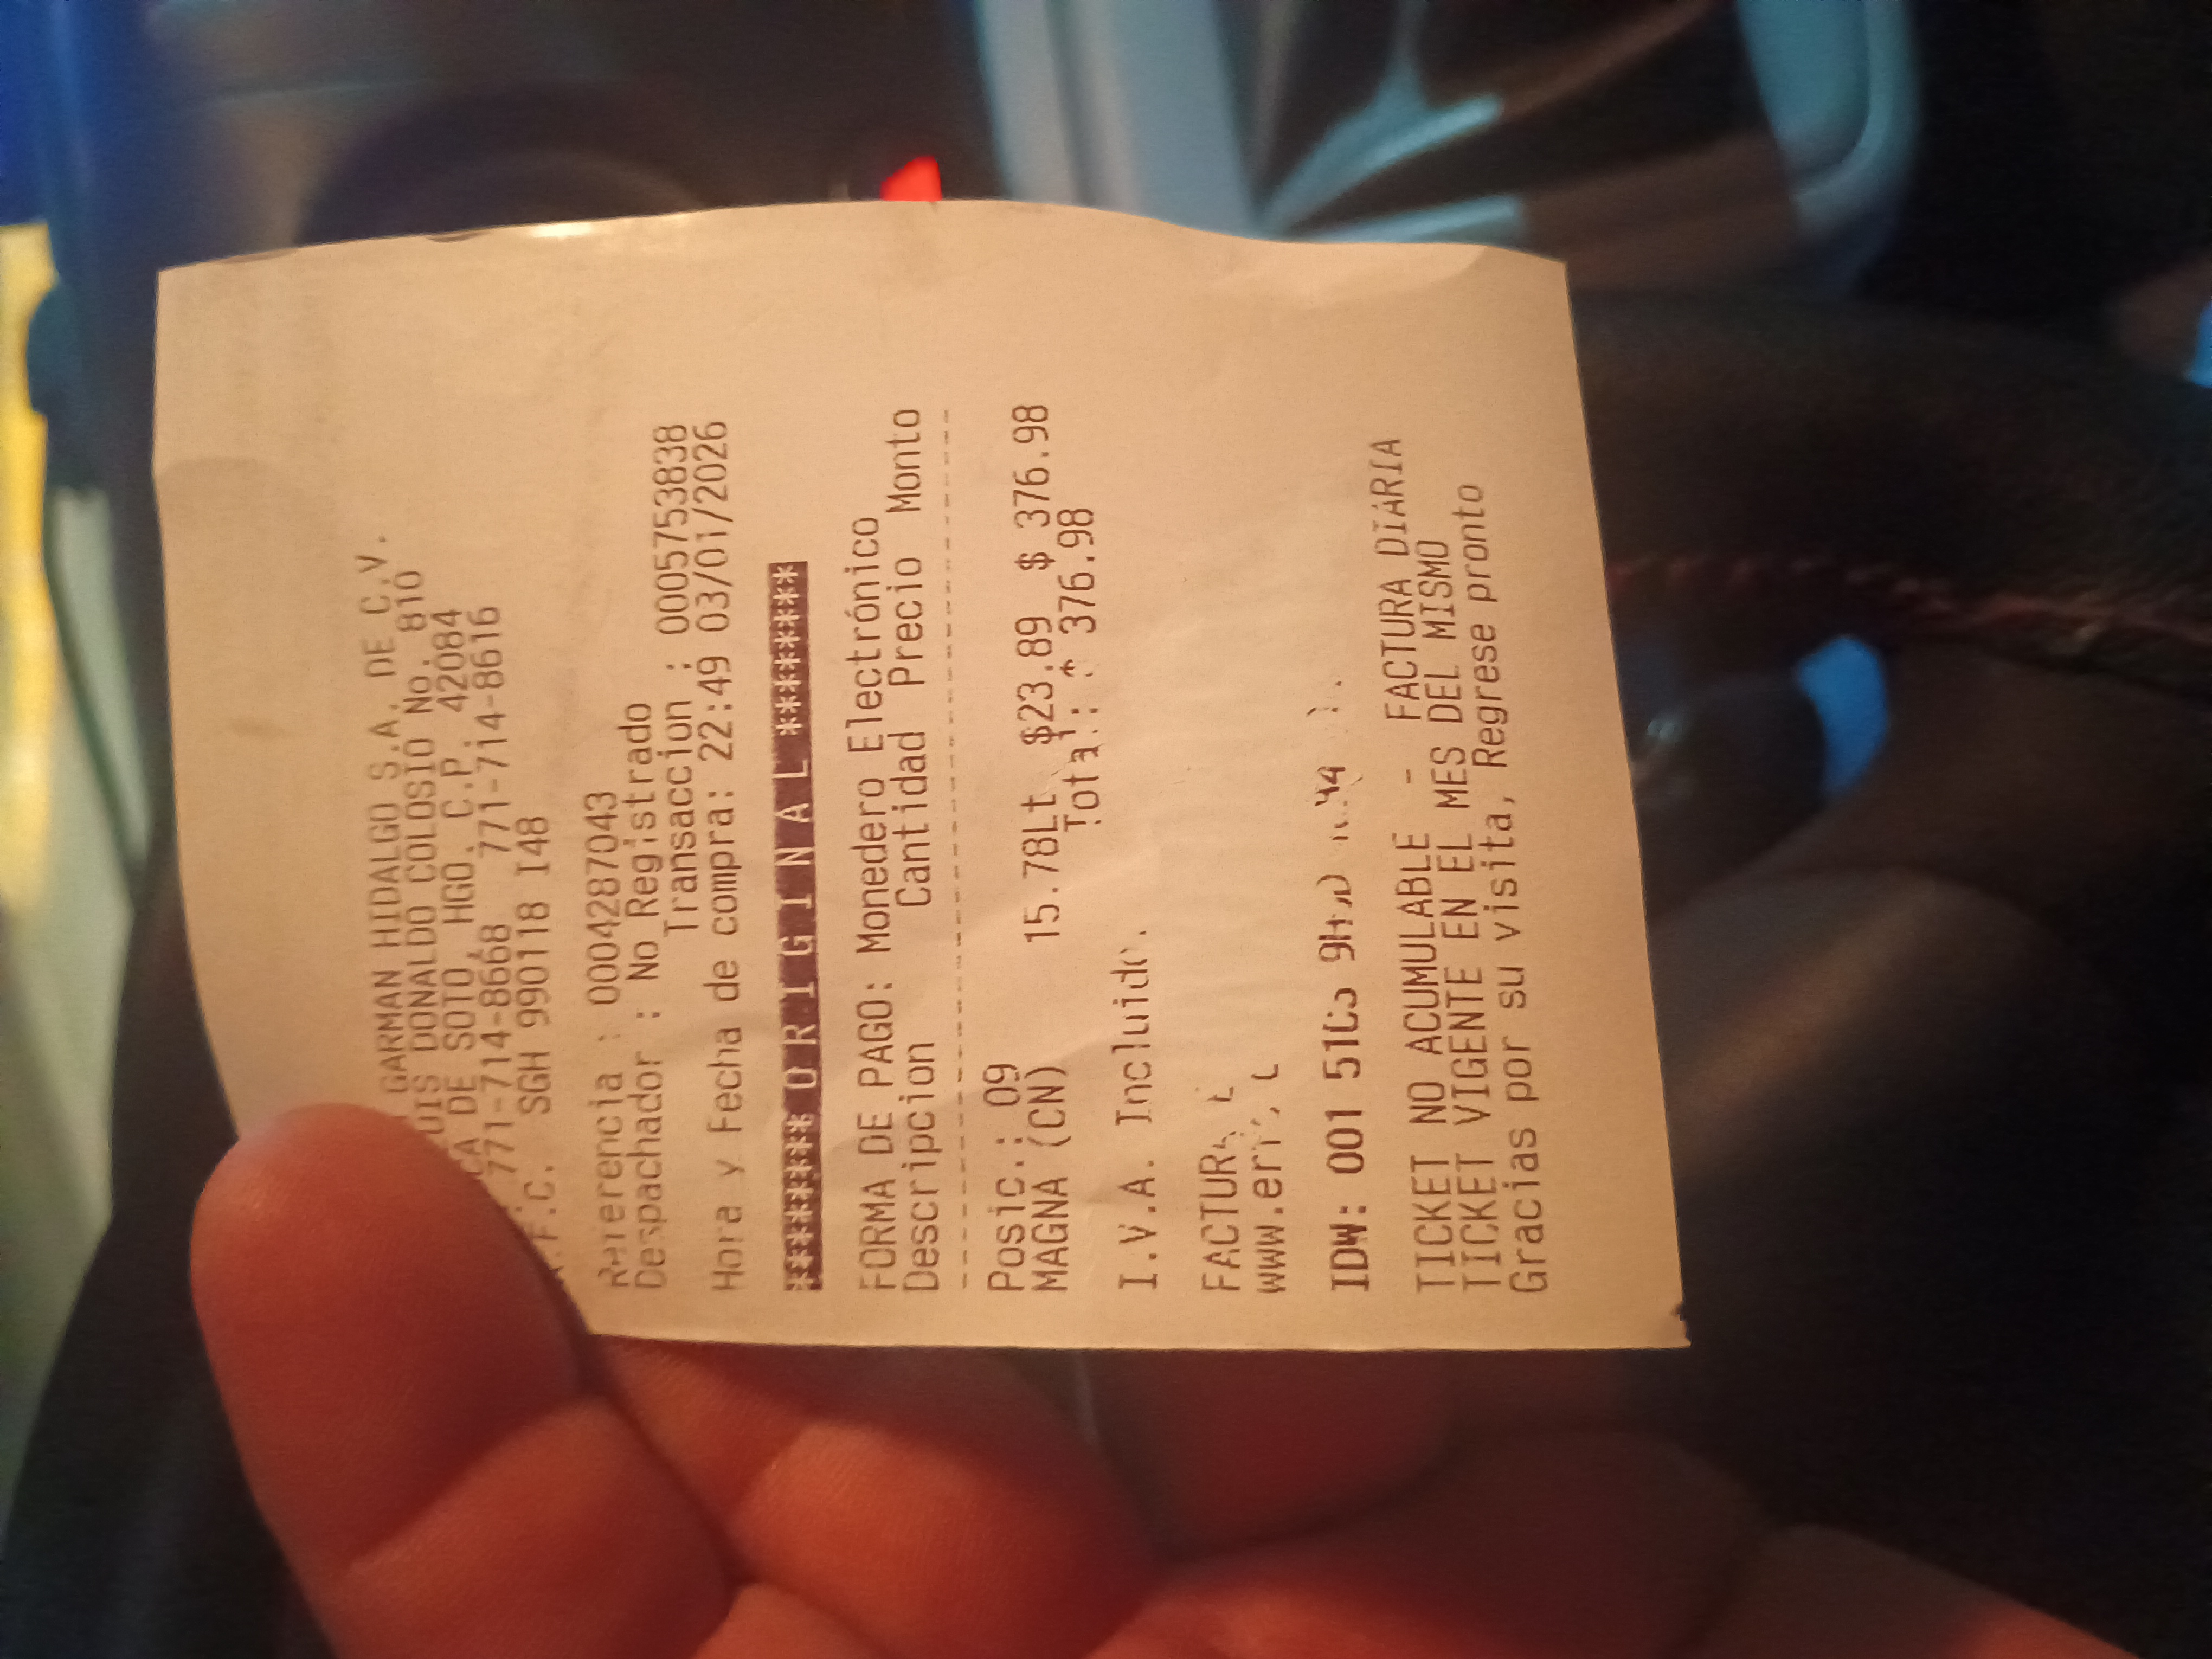 GARMAN HIDALGO S.A. DE C.V.
DONALDO COLOSIO No. 810
DE SOTO, HGO. C.P. 42084
771-714-8668 771-714-8616
SGH 990118 I48
Referencia : 0004287043
Despachador : No Registrado
Transaccion : 0005753838
Hora y Fecha de compra: 22:49 03/01/2026
******* O R I G I N A L *******
FORMA DE PAGO: Monedero Electrónico
Descripcion Cantidad Precio Monto
Posic.: 09
MAGNA (CN) 15.78Lt $23.89 $ 376.98
Total: 376.98
I.V.A. Incluido.
IDW: 001
TICKET NO ACUMULABLE - FACTURA DIARIA
TICKET VIGENTE EN EL MES DEL MISMO
Gracias por su visita, Regrese pronto